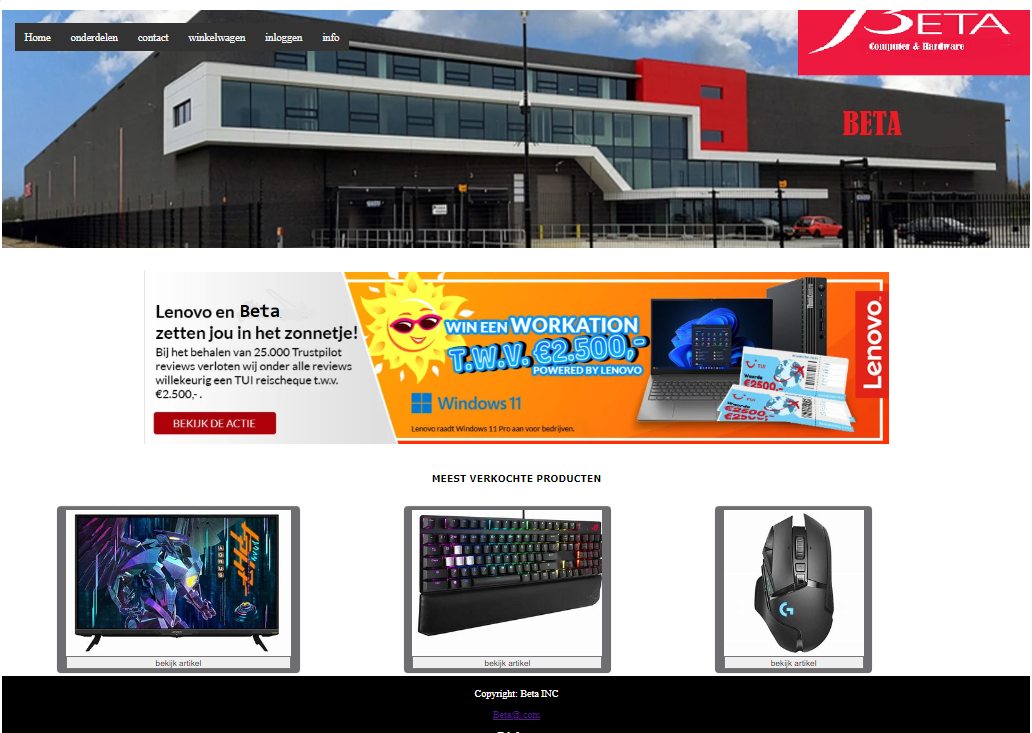 Home onderdelen contact winkelwagen inloggen info
BETA
Computer & Hardware
BETA
Lenovo en Beta
zetten jou in het zonnetje!
Bij het behalen van 25.000 Trustpilot
reviews verloten wij onder alle reviews
willekeurig een TUI reischeque t.w.v.
€2.500,- .
BEKIJK DE ACTIE
WIN EEN WORKATION
T.W.V. €2.500,-
POWERED BY LENOVO
Windows 11
Lenovo raadt Windows 11 Pro aan voor bedrijven.
TUI
Waarde
€2500,-
TUI
€2500,-
€2500,-
Lenovo
MEEST VERKOCHTE PRODUCTEN
AORUS
G
bekijk artikel
bekijk artikel
bekijk artikel
Copyright: Beta INC
Beta@.com